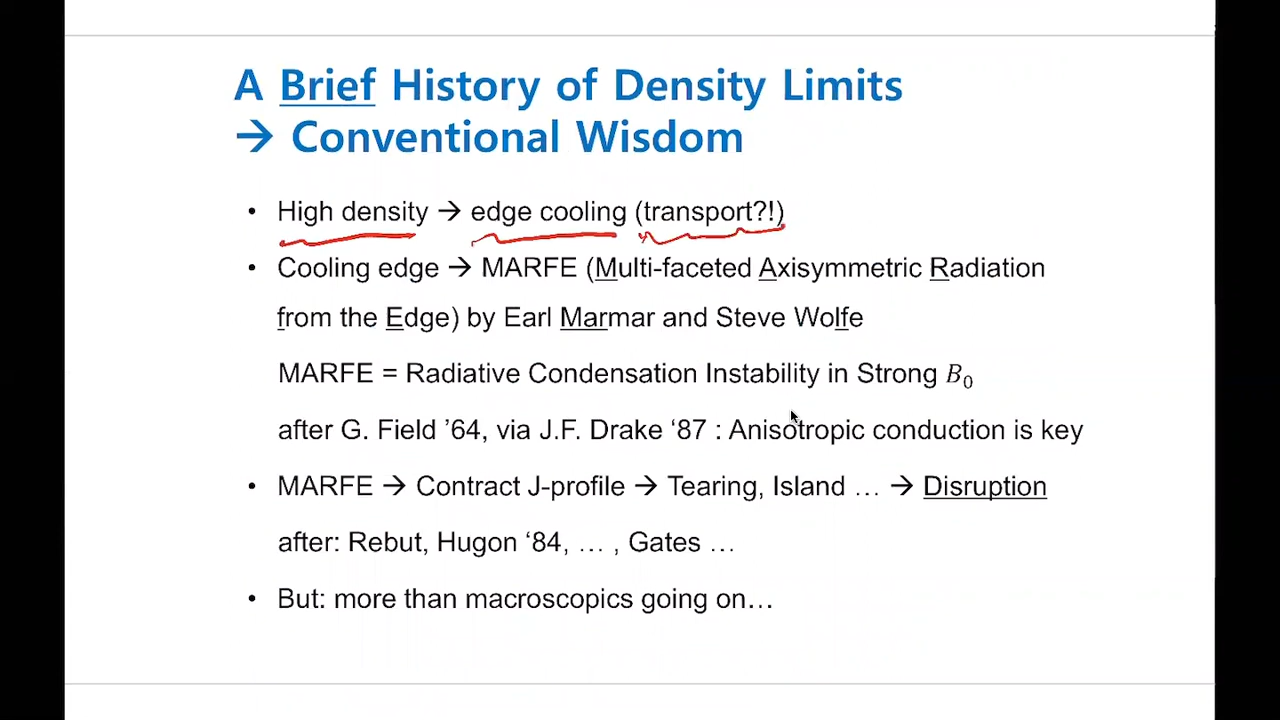 A Brief History of Density Limits
→ Conventional Wisdom
• High density → edge cooling (transport?!)
• Cooling edge → MARFE (Multi-faceted Axisymmetric Radiation
from the Edge) by Earl Marmar and Steve Wolfe
MARFE = Radiative Condensation Instability in Strong B₀
after G. Field ’64, via J.F. Drake ‘87 : Anisotropic conduction is key
• MARFE → Contract J-profile → Tearing, Island … → Disruption
after: Rebut, Hugon ‘84, … , Gates …
• But: more than macroscopics going on…